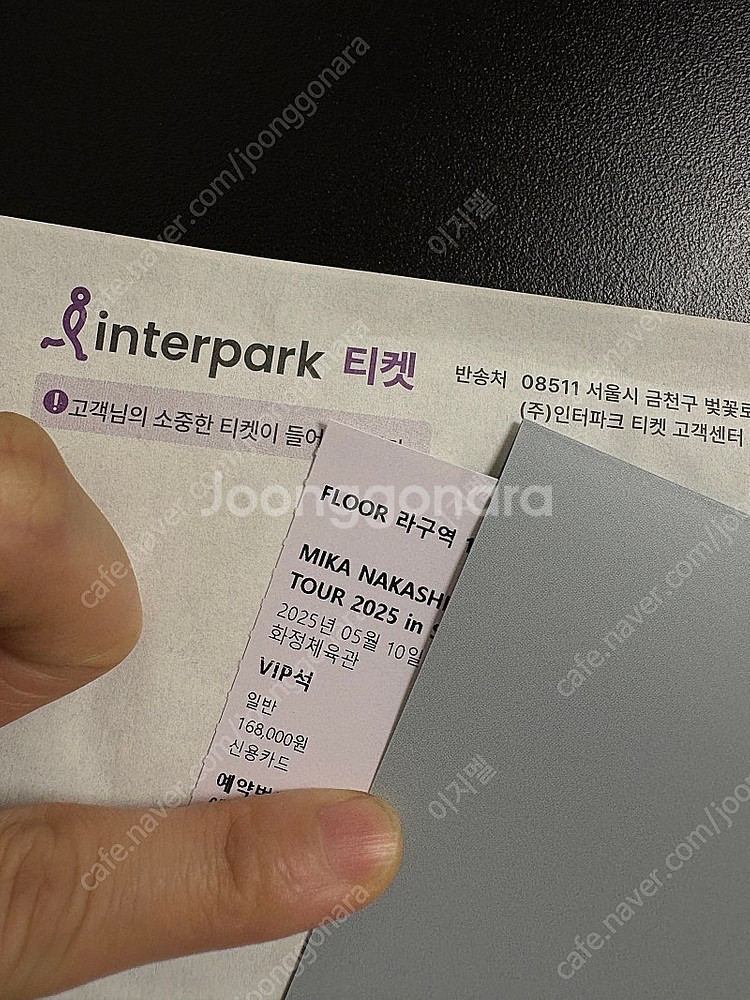 interpark 티켓
반송처 08511 서울시 금천구 벚꽃로
(주)인터파크 티켓 고객센터
고객님의 소중한 티켓이 들어
FLOOR 라구역
MIKA NAKASHI
TOUR 2025 in
2025년 05월 10일
화정체육관
VIP석
일반
168,000원
신용카드
예약번
Joonggonara
cafe.naver.com/joonggonara
이지멜